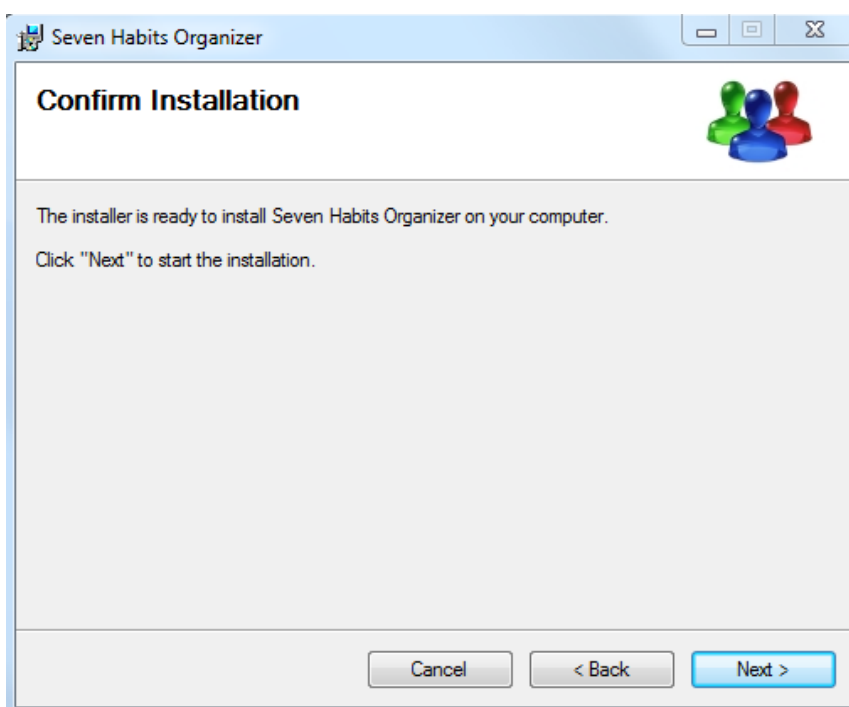 Seven Habits Organizer
Confirm Installation
The installer is ready to install Seven Habits Organizer on your computer.
Click "Next" to start the installation.
Cancel
< Back
Next >